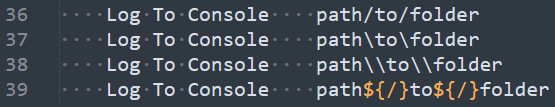 36 Log To Console path/to/folder
37 Log To Console path\to\folder
38 Log To Console path\\to\\folder
39 Log To Console path${/}to${/}folder